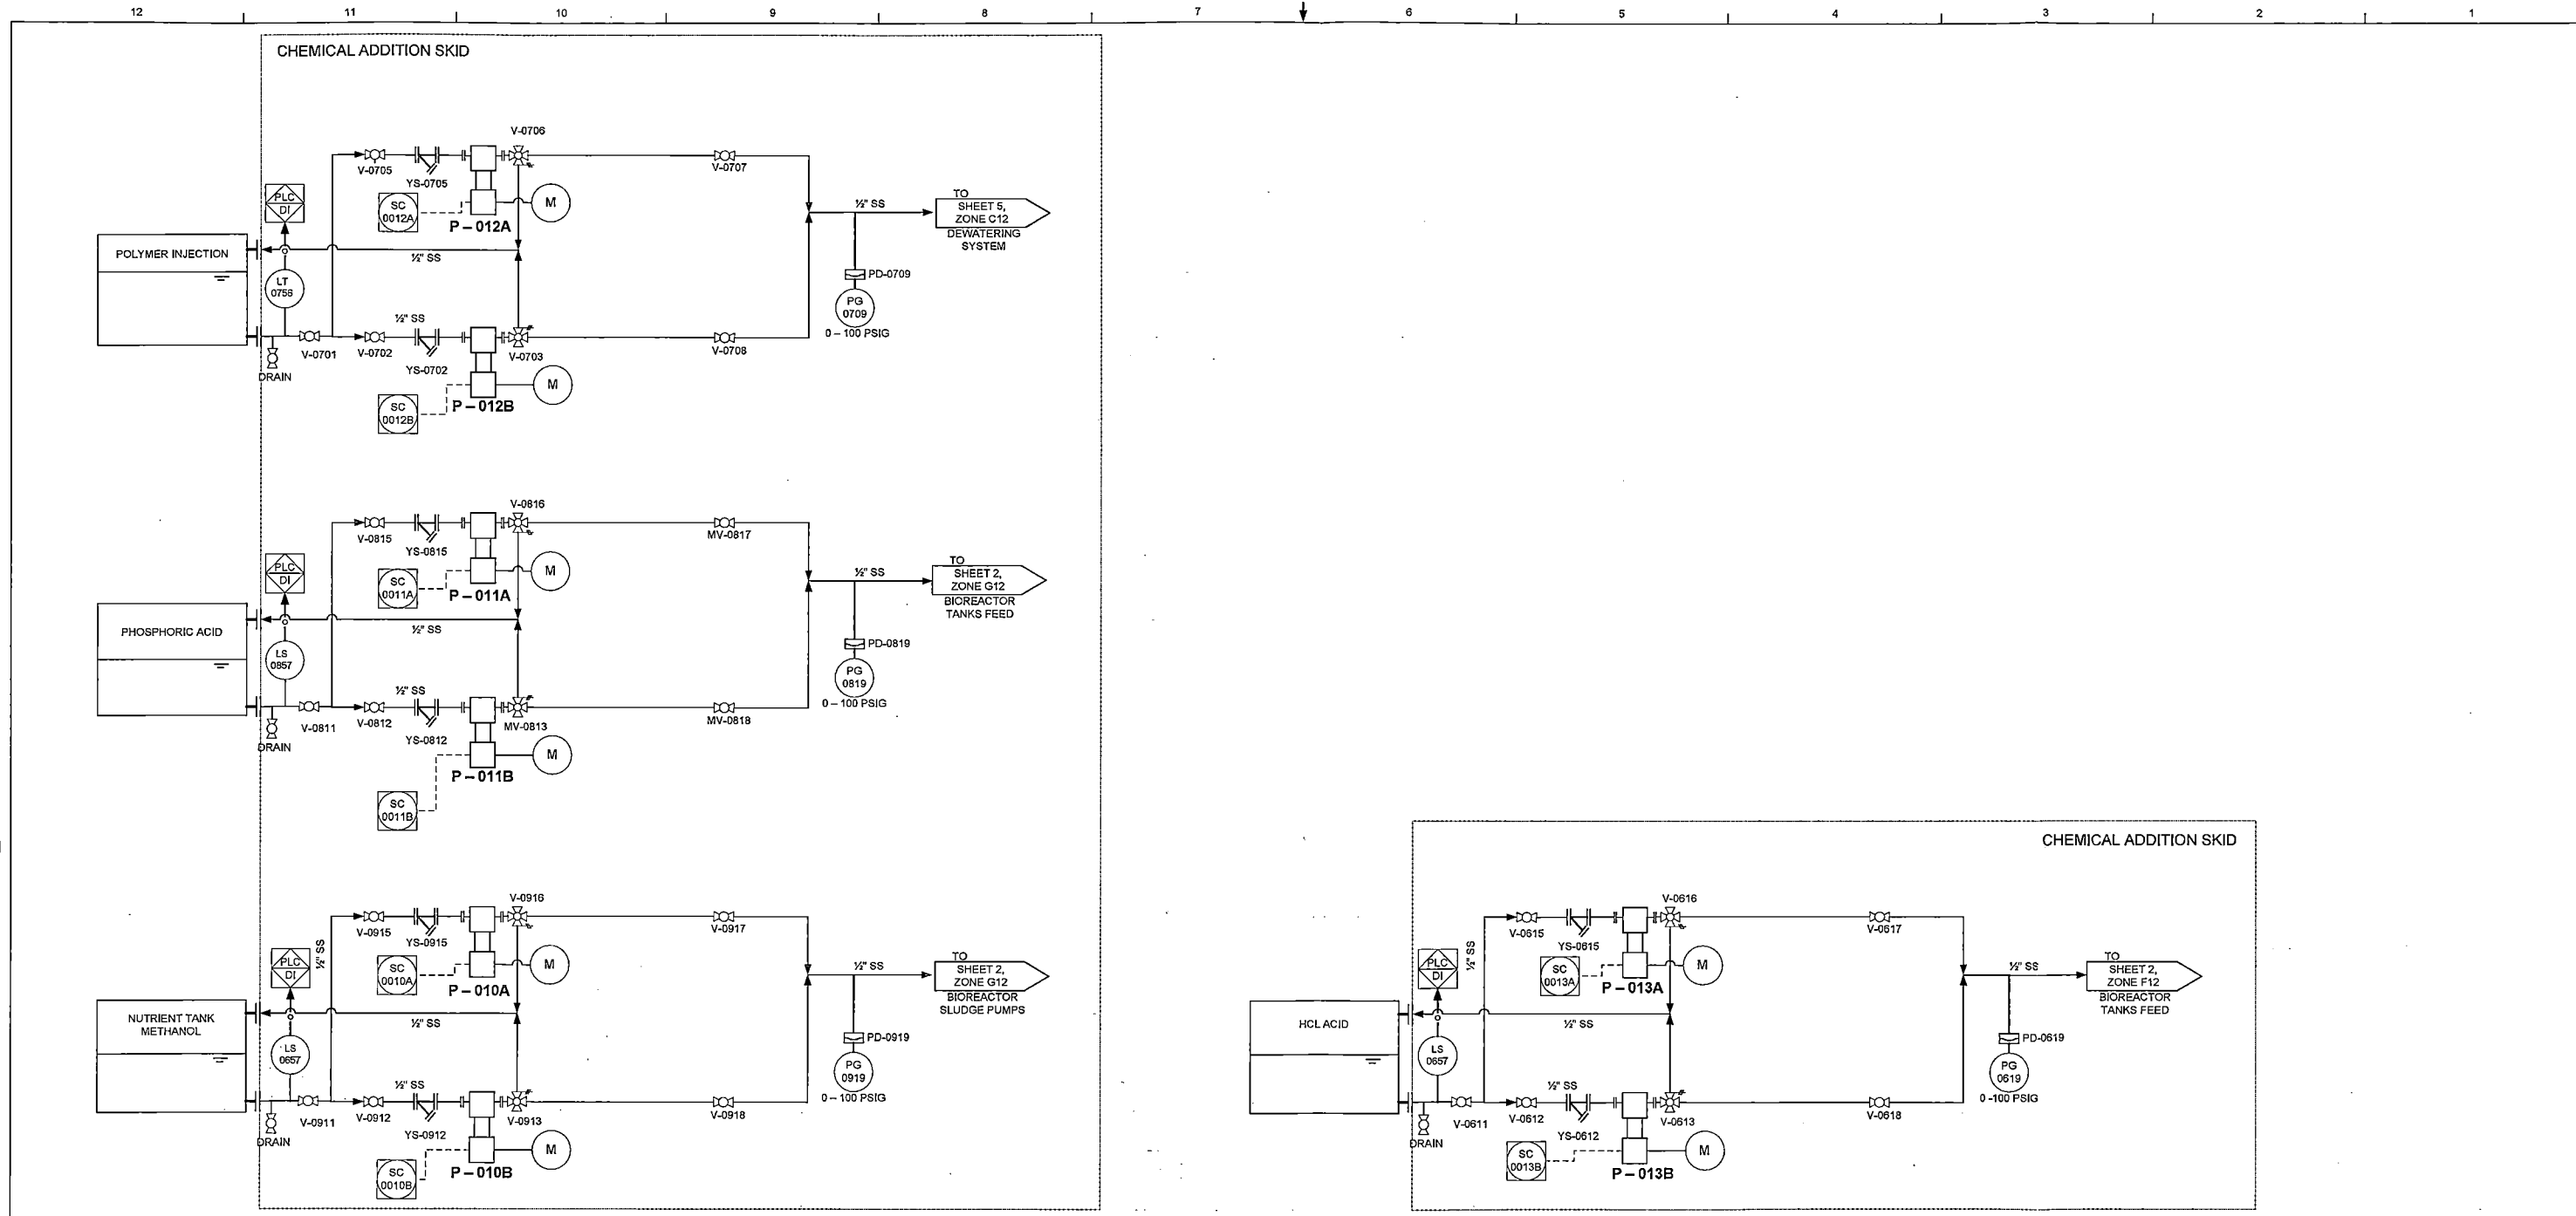 12 11 10 9 8 7 6 5 4 3 2 1
CHEMICAL ADDITION SKID
V-0706
V-0705
YS-0705
V-0707
PLC
DI
SC
0012A
M
P – 012A
½" SS
TO
SHEET 5,
ZONE C12
DEWATERING
SYSTEM
POLYMER INJECTION
½" SS
LT
0756
PD-0709
PG
0709
0 – 100 PSIG
½" SS
V-0701
V-0702
YS-0702
V-0703
V-0708
DRAIN
M
P – 012B
SC
0012B
V-0816
V-0815
YS-0815
MV-0817
PLC
DI
SC
0011A
M
P – 011A
½" SS
TO
SHEET 2,
ZONE G12
BIOREACTOR
TANKS FEED
PHOSPHORIC ACID
½" SS
LS
0857
PD-0819
PG
0819
0 – 100 PSIG
½" SS
V-0811
V-0812
YS-0812
MV-0813
MV-0818
DRAIN
M
P – 011B
SC
0011B
V-0916
V-0915
YS-0915
V-0917
½" SS
PLC
DI
SC
0010A
M
P – 010A
½" SS
TO
SHEET 2,
ZONE G12
BIOREACTOR
SLUDGE PUMPS
NUTRIENT TANK
METHANOL
½" SS
LS
0657
PD-0919
PG
0919
0 – 100 PSIG
½" SS
V-0911
V-0912
YS-0912
V-0913
V-0918
DRAIN
M
P – 010B
SC
0010B
CHEMICAL ADDITION SKID
V-0616
V-0615
YS-0615
V-0617
½" SS
PLC
DI
SC
0013A
M
P – 013A
½" SS
TO
SHEET 2,
ZONE F12
BIOREACTOR
TANKS FEED
HCL ACID
½" SS
LS
0657
PD-0619
PG
0619
0 -100 PSIG
½" SS
V-0611
V-0612
YS-0612
V-0613
V-0618
DRAIN
M
P – 013B
SC
0013B